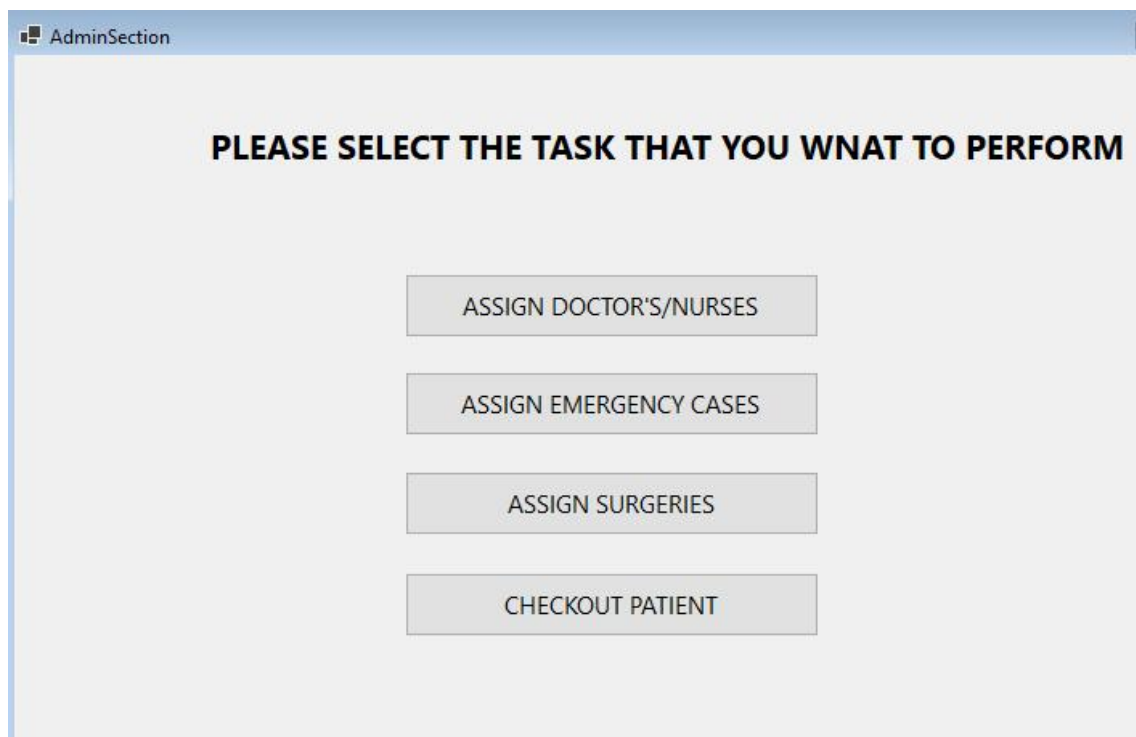 AdminSection
PLEASE SELECT THE TASK THAT YOU WNAT TO PERFORM
ASSIGN DOCTOR'S/NURSES
ASSIGN EMERGENCY CASES
ASSIGN SURGERIES
CHECKOUT PATIENT